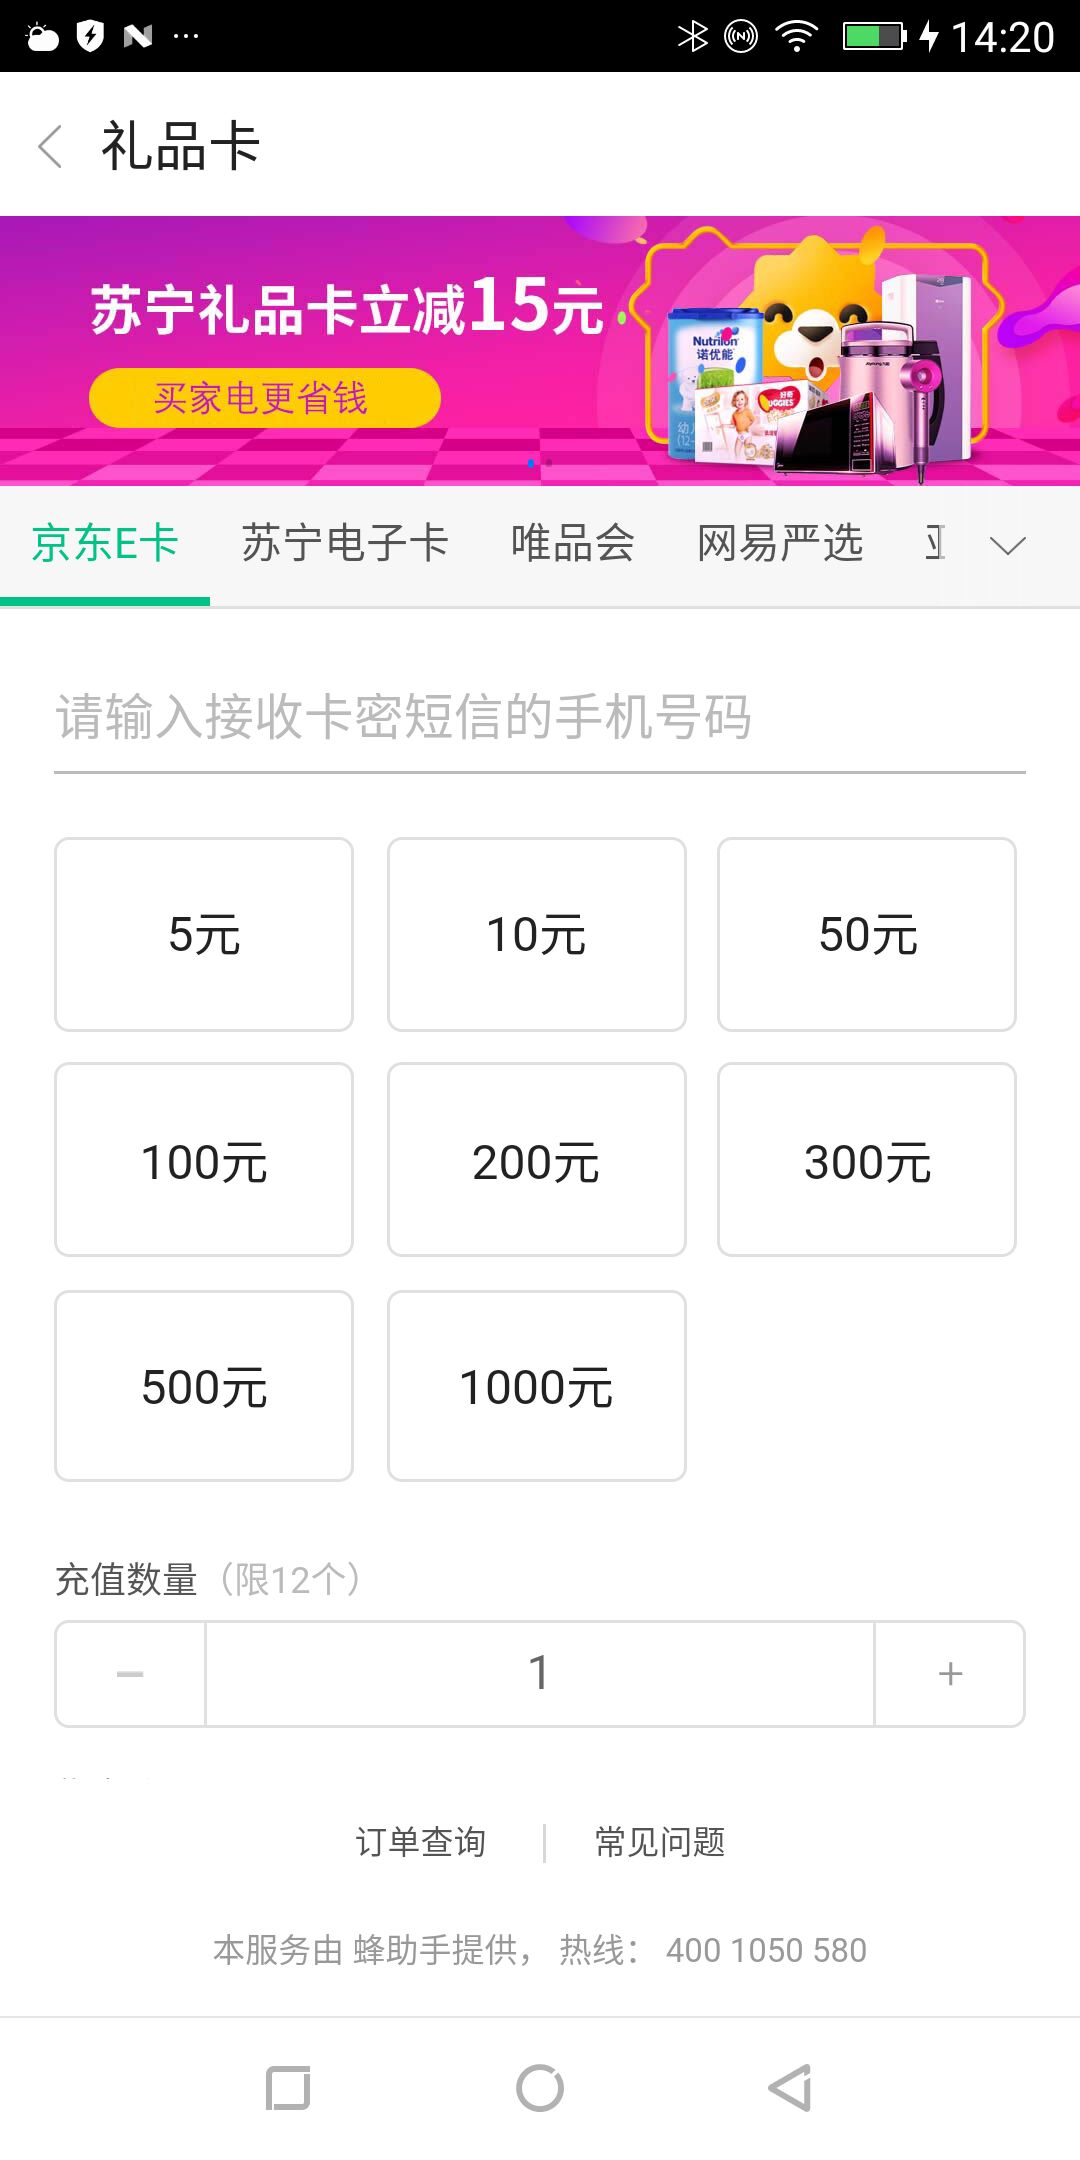 14:20
礼品卡
苏宁礼品卡立减15元
买家电更省钱
Nutrilon
诺优能
好奇
京东E卡 苏宁电子卡 唯品会 网易严选
请输入接收卡密短信的手机号码
5元 10元 50元
100元 200元 300元
500元 1000元
充值数量（限12个）
1
订单查询 常见问题
本服务由 蜂助手提供， 热线： 400 1050 580